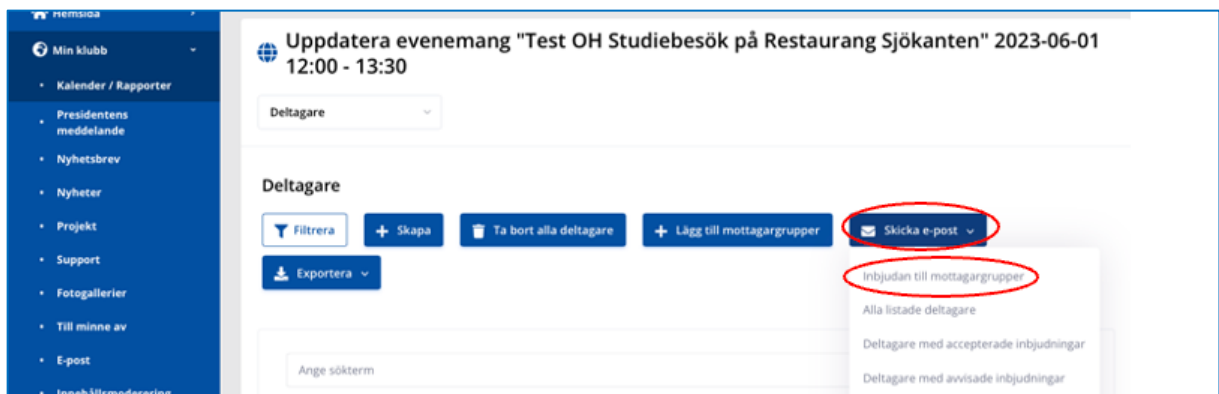 Hemsida
Min klubb
Kalender / Rapporter
Presidentens
meddelande
Nyhetsbrev
Nyheter
Projekt
Support
Fotogallerier
Till minne av
E-post
Innehållsmoderering
Uppdatera evenemang "Test OH Studiebesök på Restaurang Sjökanten" 2023-06-01
12:00 - 13:30
Deltagare
Deltagare
Filtrera
Skapa
Ta bort alla deltagare
Lägg till mottagargrupper
Skicka e-post
Exportera
Inbjudan till mottagargrupper
Alla listade deltagare
Deltagare med accepterade inbjudningar
Deltagare med avvisade inbjudningar
Ange sökterm